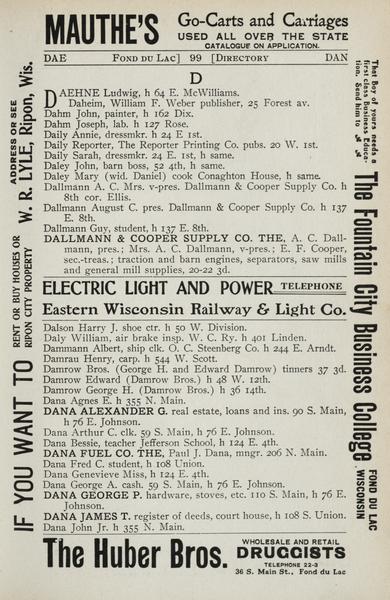 MAUTHE'S
Go-Carts and Carriages
USED ALL OVER THE STATE
CATALOGUE ON APPLICATION.
DAE FOND DU LAC] 99 [DIRECTORY DAN
D
DAEHNE Ludwig, h 64 E. McWilliams.
Daheim, William F. Weber publisher, 25 Forest av.
Dahm John, painter, h 162 Dix.
Dahm Joseph, lab. h 127 Rose.
Daily Annie, dressmkr. h 24 E 1st.
Daily Reporter, The Reporter Printing Co. pubs. 20 W. 1st.
Daily Sarah, dressmkr. 24 E. 1st, h same.
Daley John, barn boss, 52 4th, h same.
Daley Mary (wid. Daniel) cook Conaghton House, h same.
Dallmann A. C. Mrs. v-pres. Dallmann & Cooper Supply Co. h
8th cor. Ellis.
Dallmann August C. pres. Dallmann & Cooper Supply Co. h 137
E. 8th.
Dallmann Guy, student, h 137 E. 8th.
DALLMANN & COOPER SUPPLY CO. THE, A. C. Dall-
mann, pres.; Mrs. A. C. Dallmann, v-pres.; E. F. Cooper,
sec.-treas.; traction and barn engines, separators, saw mills
and general mill supplies, 20-22 3d.
ELECTRIC LIGHT AND POWER TELEPHONE
Eastern Wisconsin Railway & Light Co.
Dalson Harry J. shoe ctr. h 50 W. Division.
Daly William, air brake insp. W. C. Ry. h 401 Linden.
Dammann Albert, ship clk. O. C. Steenberg Co. h 244 E. Arndt.
Damrau Henry, carp. h 544 W. Scott.
Damrow Bros. (George H. and Edward Damrow) tinners 37 3d.
Damrow Edward (Damrow Bros.) h 48 W. 12th.
Damrow George H. (Damrow Bros.) h 36 14th.
Dana Agnes E. h 355 N. Main.
DANA ALEXANDER G. real estate, loans and ins. 90 S. Main,
h 76 E. Johnson.
Dana Arthur C. clk. 59 S. Main, h 76 E. Johnson.
Dana Bessie, teacher Jefferson School, h 124 E. 4th.
DANA FUEL CO. THE, Paul J. Dana, mngr. 206 N. Main.
Dana Fred C. student, h 108 Union.
Dana Genevieve Miss, h 124 E. 4th.
Dana George A. cash. 59 S. Main, h 76 E. Johnson.
DANA GEORGE P. hardware, stoves, etc. 110 S. Main, h 76 E.
Johnson.
DANA JAMES T. register of deeds, court house, h 108 S. Union.
Dana John Jr. h 355 N. Main.
The Huber Bros.
WHOLESALE AND RETAIL
DRUGGISTS
TELEPHONE 22-3
36 S. Main St., Fond du Lac
IF YOU WANT TO
RENT OR BUY HOUSES OR
RIPON CITY PROPERTY
ADDRESS OR SEE
W. R. LYLE, Ripon, Wis.
That Boy of yours needs a
first class Business Educa-
tion. Send him to
The Fountain City Business College
FOND DU LAC
WISCONSIN